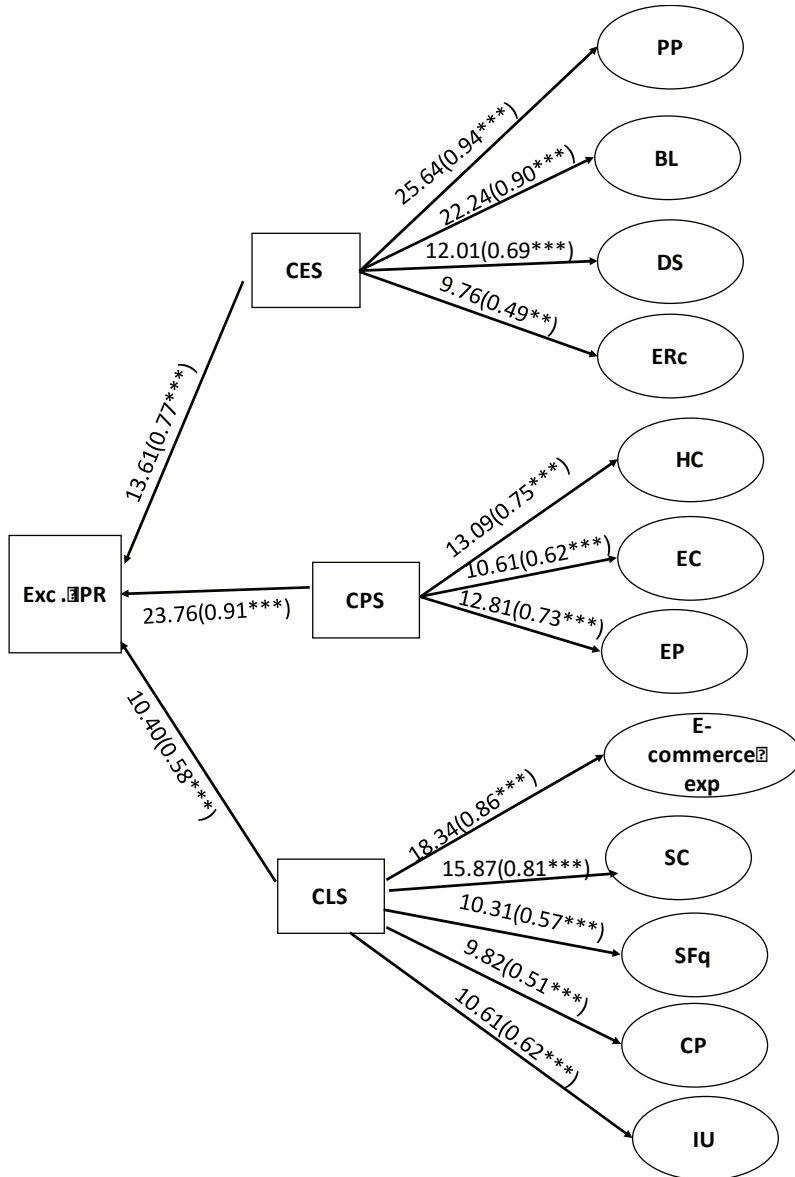 PP
25.64(0.94***)
BL
22.24(0.90***)
CES
12.01(0.69***)
DS
9.76(0.49**)
ERc
13.61(0.77***)
HC
13.09(0.75***)
10.61(0.62***)
EC
Exc .⍰IPR
CPS
23.76(0.91***)
12.81(0.73***)
EP
10.40(0.58***)
E-
commerce⍰
exp
18.34(0.86***)
15.87(0.81***)
SC
CLS
10.31(0.57***)
SFq
9.82(0.51***)
CP
10.61(0.62***)
IU